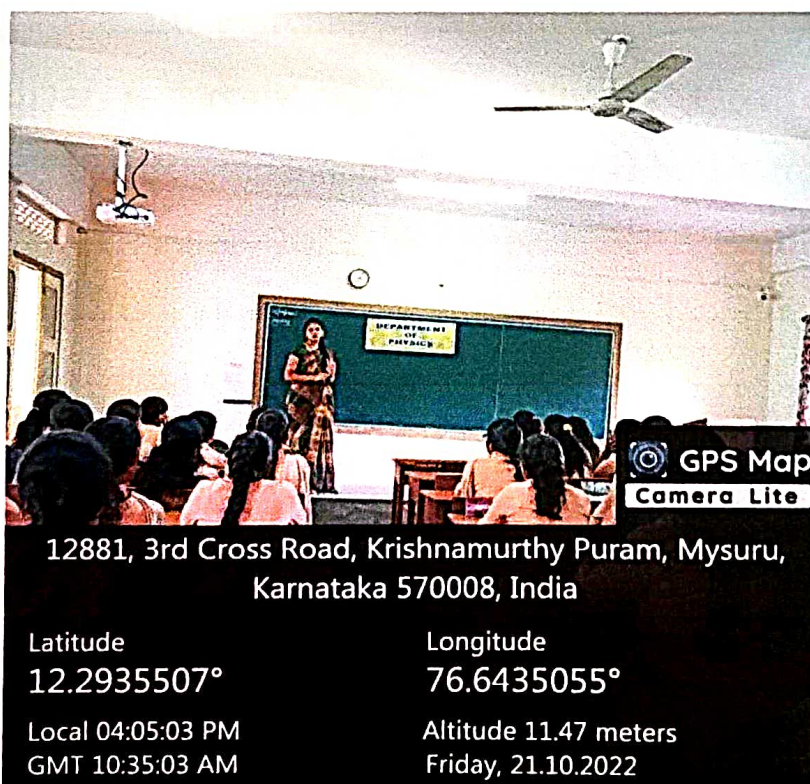 DEPARTMENT
OF
PHYSICS
GPS Map
Camera Lite
12881, 3rd Cross Road, Krishnamurthy Puram, Mysuru,
Karnataka 570008, India
Latitude
12.2935507°
Longitude
76.6435055°
Local 04:05:03 PM
GMT 10:35:03 AM
Altitude 11.47 meters
Friday, 21.10.2022